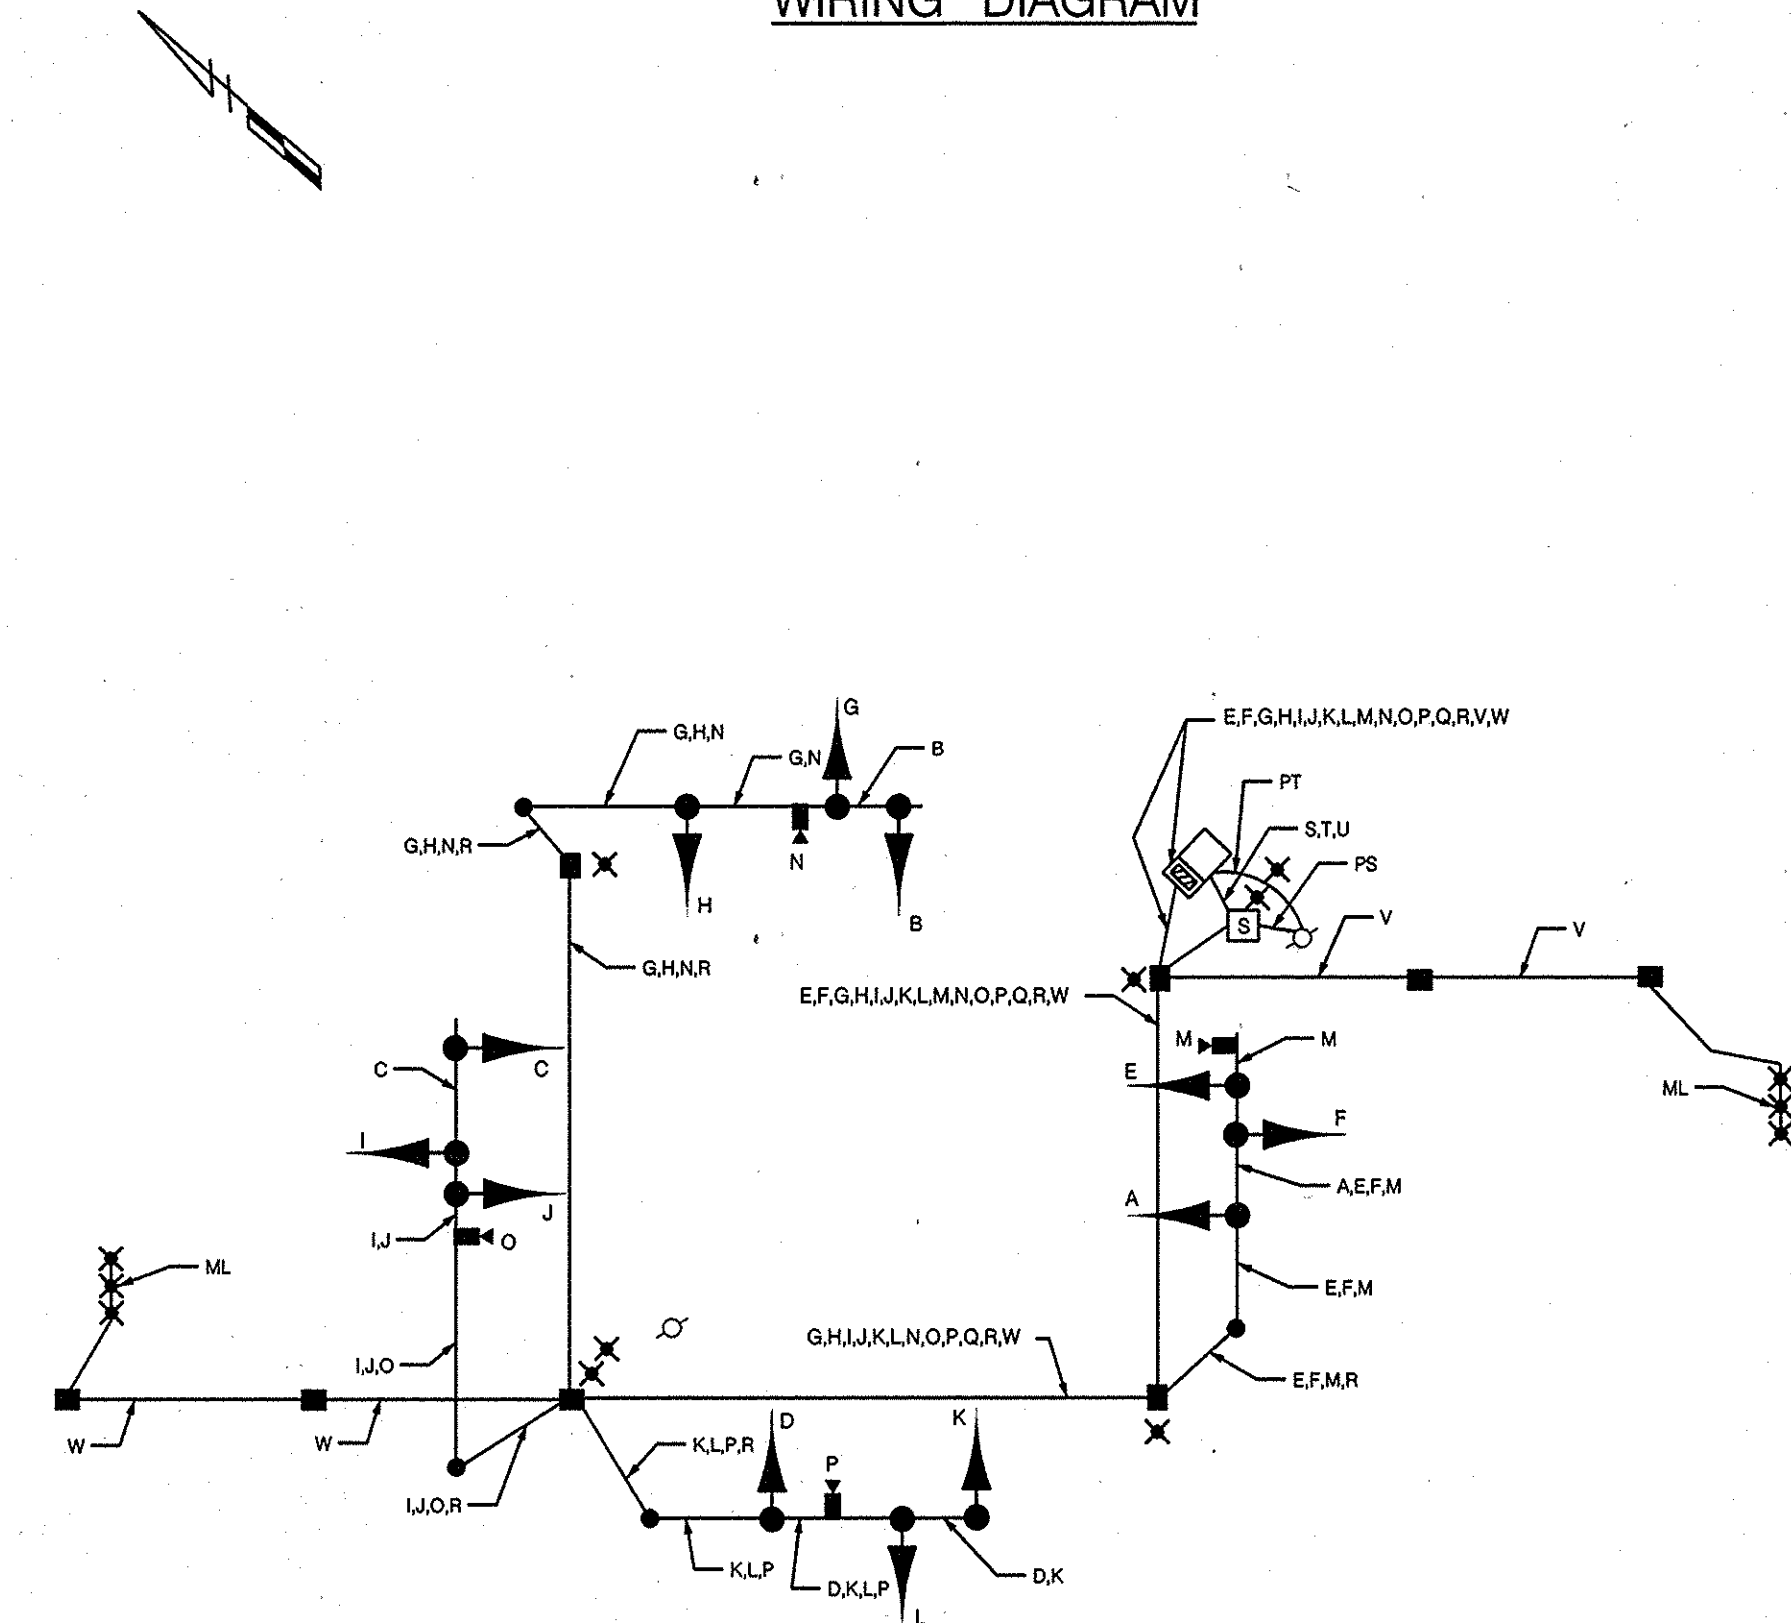 WIRING DIAGRAM
E,F,G,H,I,J,K,L,M,N,O,P,Q,R,V,W
G
G,H,N
B
G,N
PT
S,T,U
G,H,N,R
N
PS
H
B
S
V
V
G,H,N,R
E,F,G,H,I,J,K,L,M,N,O,P,Q,R,W
M
M
C
C
E
ML
F
I
A,E,F,M
A
J
I,J
O
ML
E,F,M
G,H,I,J,K,L,N,O,P,Q,R,W
I,J,O
E,F,M,R
D
K
W
W
K,L,P,R
P
I,J,O,R
K,L,P
D,K,L,P
D,K
L